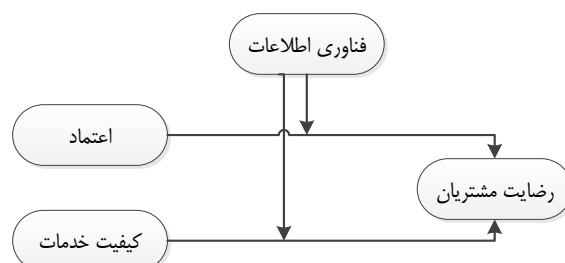 فناوری اطلاعات
اعتماد
رضایت مشتریان
کیفیت خدمات